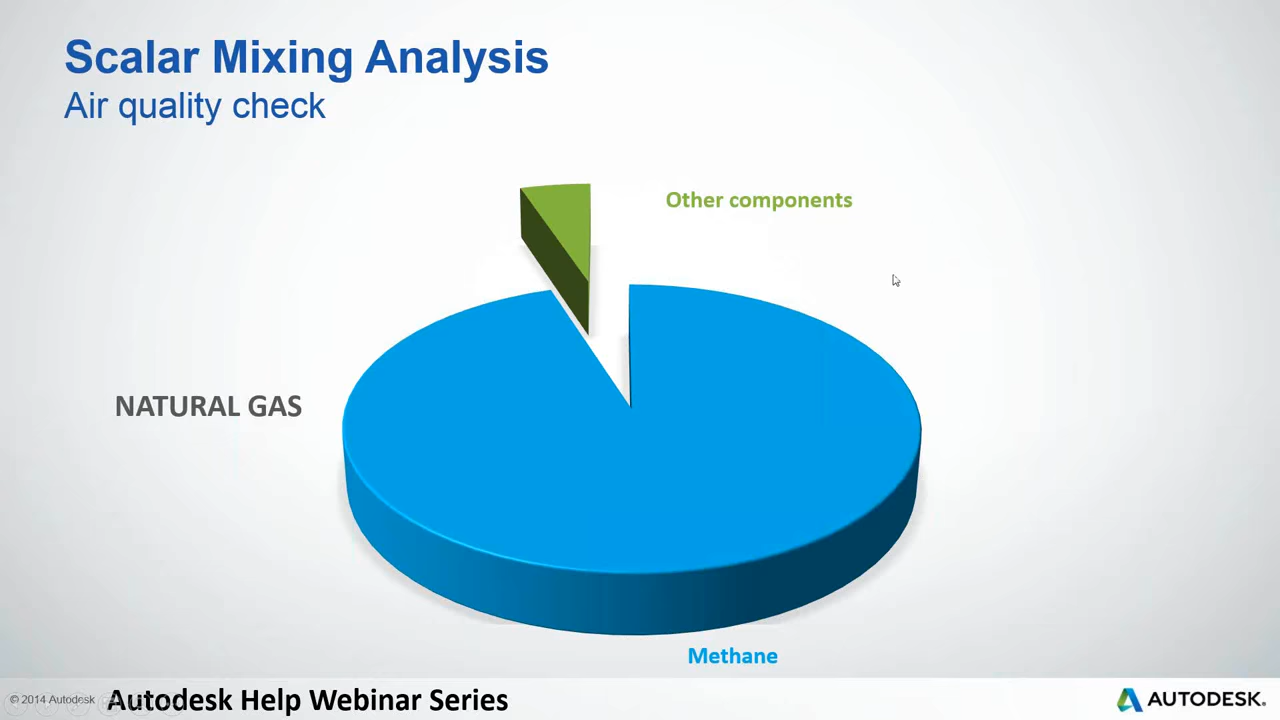 Scalar Mixing Analysis
Air quality check
Other components
NATURAL GAS
Methane
© 2014 Autodesk
Autodesk Help Webinar Series
AUTODESK.